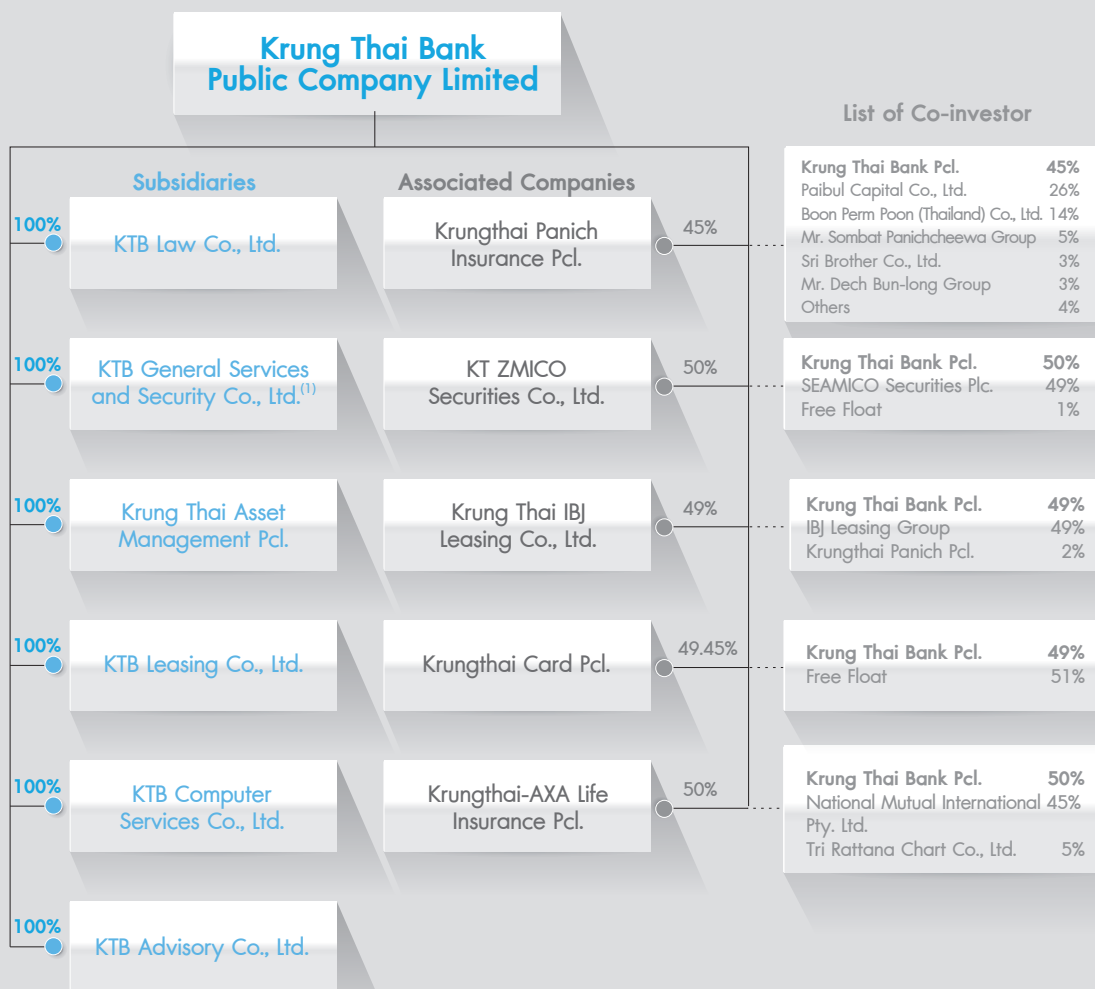 Krung Thai Bank
Public Company Limited
List of Co-investor
Subsidiaries
Associated Companies
100%
KTB Law Co., Ltd.
Krungthai Panich
Insurance Pcl.
45%
Krung Thai Bank Pcl. 45%
Paibul Capital Co., Ltd. 26%
Boon Perm Poon (Thailand) Co., Ltd. 14%
Mr. Sombat Panichcheewa Group 5%
Sri Brother Co., Ltd. 3%
Mr. Dech Bun-long Group 3%
Others 4%
100%
KTB General Services
and Security Co., Ltd.(1)
KT ZMICO
Securities Co., Ltd.
50%
Krung Thai Bank Pcl. 50%
SEAMICO Securities Plc. 49%
Free Float 1%
100%
Krung Thai Asset
Management Pcl.
Krung Thai IBJ
Leasing Co., Ltd.
49%
Krung Thai Bank Pcl. 49%
IBJ Leasing Group 49%
Krungthai Panich Pcl. 2%
100%
KTB Leasing Co., Ltd.
Krungthai Card Pcl.
49.45%
Krung Thai Bank Pcl. 49%
Free Float 51%
100%
KTB Computer
Services Co., Ltd.
Krungthai-AXA Life
Insurance Pcl.
50%
Krung Thai Bank Pcl. 50%
National Mutual International 45%
Pty. Ltd.
Tri Rattana Chart Co., Ltd. 5%
100%
KTB Advisory Co., Ltd.